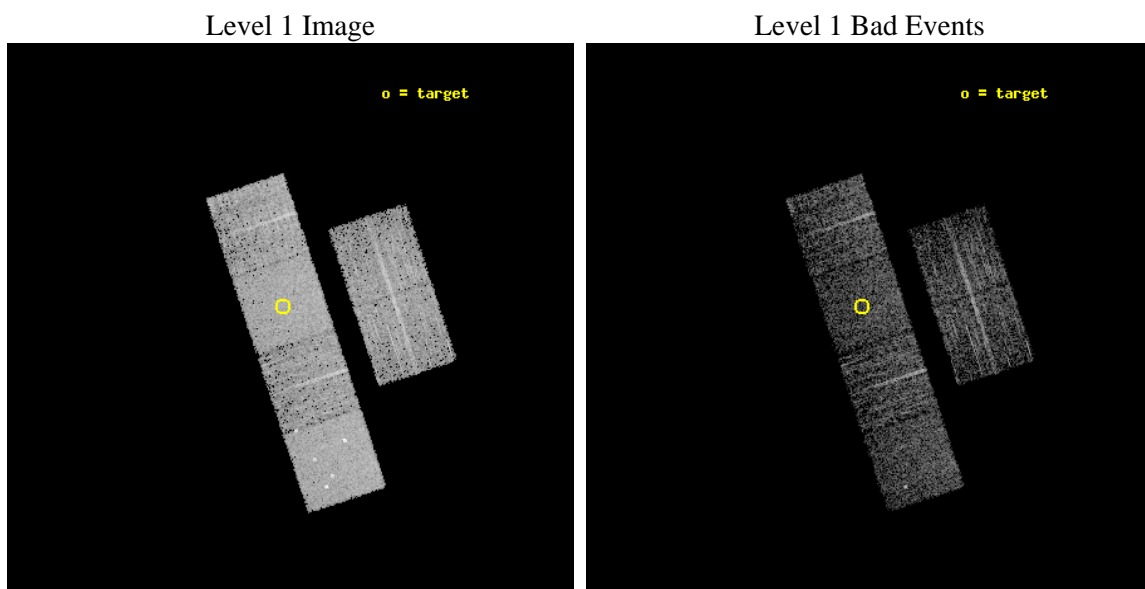 Level 1 Image
Level 1 Bad Events
o = target
o = target